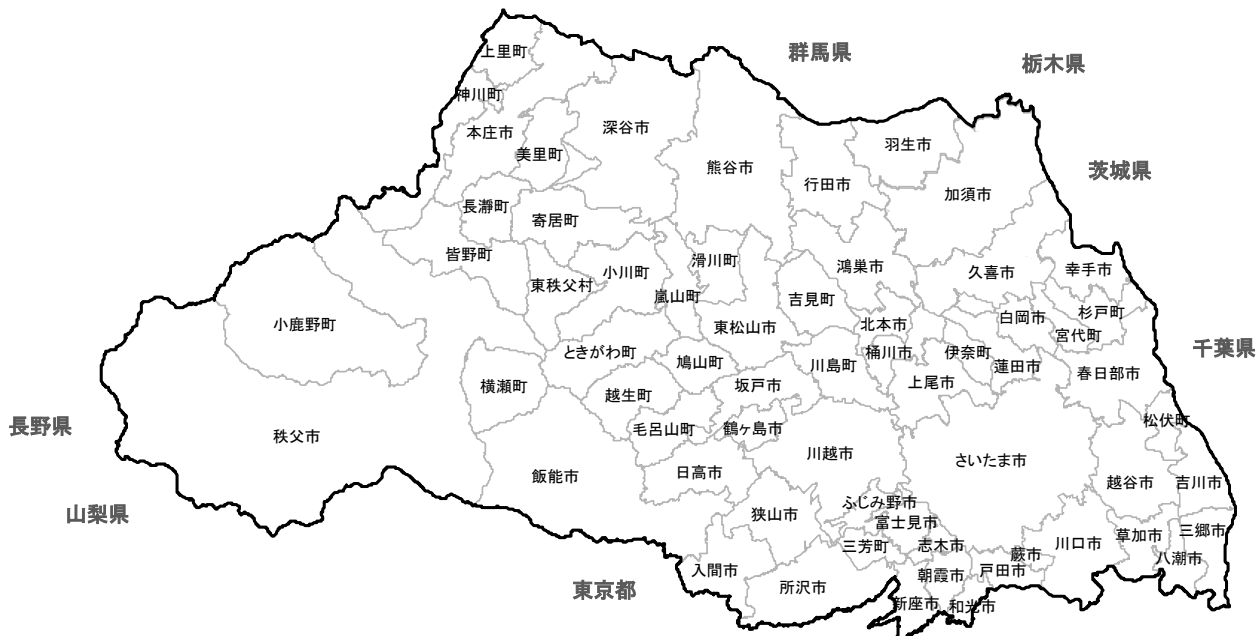 群馬県
栃木県
茨城県
千葉県
長野県
山梨県
東京都
上里町
神川町
本庄市
美里町
深谷市
熊谷市
行田市
羽生市
加須市
長瀞町
寄居町
皆野町
東秩父村
小川町
嵐山町
滑川町
吉見町
鴻巣市
久喜市
幸手市
小鹿野町
東松山市
北本市
白岡市
杉戸町
宮代町
ときがわ町
鳩山町
川島町
桶川市
伊奈町
蓮田市
春日部市
横瀬町
越生町
坂戸市
上尾市
松伏町
秩父市
毛呂山町
鶴ヶ島市
川越市
さいたま市
飯能市
日高市
越谷市
吉川市
狭山市
ふじみ野市
富士見市
三芳町
志木市
蕨市
川口市
草加市
三郷市
八潮市
入間市
所沢市
朝霞市
戸田市
新座市
和光市